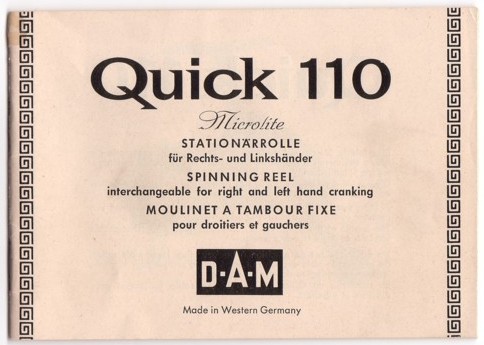 Quick 110
Microlite
STATIONÄRROLLE
für Rechts- und Linkshänder
SPINNING REEL
interchangeable for right and left hand cranking
MOULINET A TAMBOUR FIXE
pour droitiers et gauchers
D·A·M
Made in Western Germany